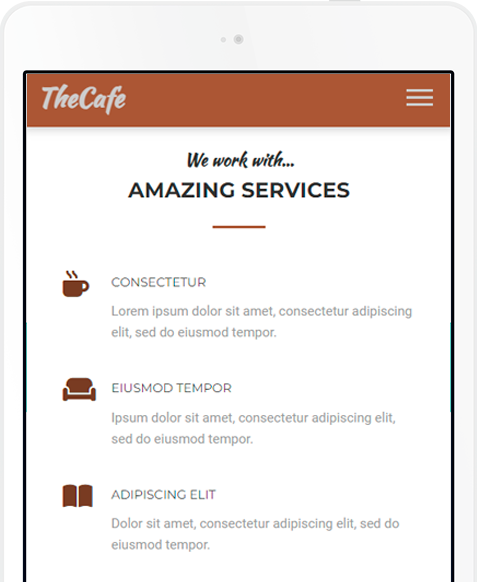 TheCafe
We work with...
AMAZING SERVICES
CONSECTETUR
Lorem ipsum dolor sit amet, consectetur adipiscing
elit, sed do eiusmod tempor.
EIUSMOD TEMPOR
Ipsum dolor sit amet, consectetur adipiscing elit,
sed do eiusmod tempor.
ADIPISCING ELIT
Dolor sit amet, consectetur adipiscing elit, sed do
eiusmod tempor.